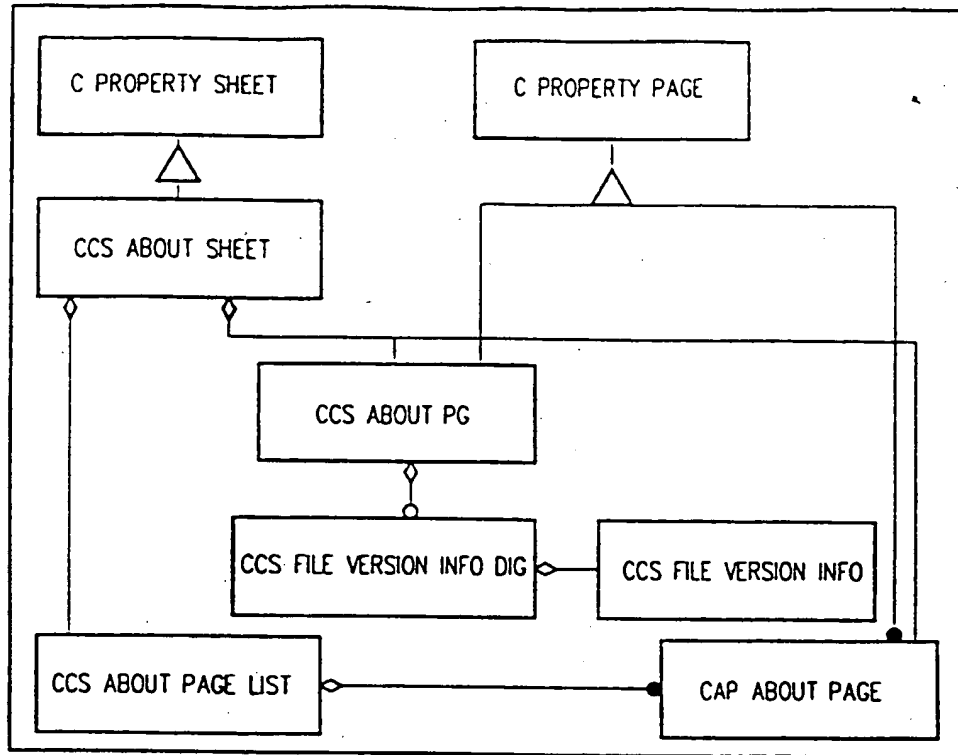 C PROPERTY SHEET
C PROPERTY PAGE
CCS ABOUT SHEET
CCS ABOUT PG
CCS FILE VERSION INFO DIG
CCS FILE VERSION INFO
CCS ABOUT PAGE LIST
CAP ABOUT PAGE